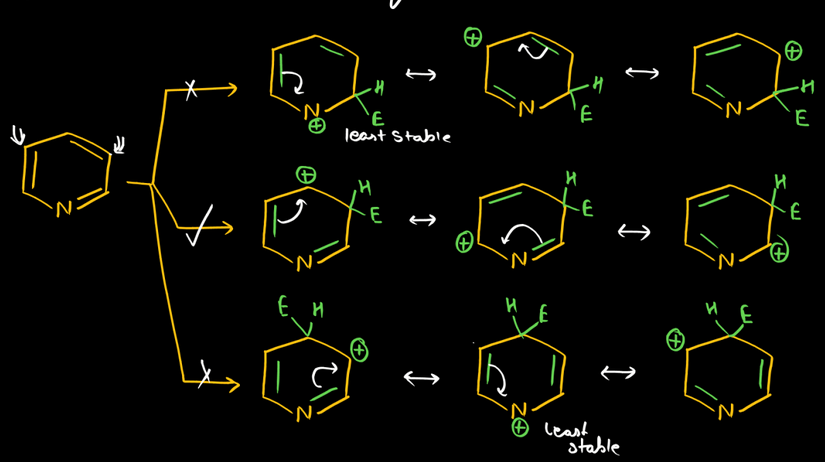 ⊕ ⊕
H H H
N E N E N E
⊕
least stable
N
⊕ H H H
E E E
⊕ ⊕
N N N
E H H E H E
⊕ ⊕
N N N
⊕ least
stable